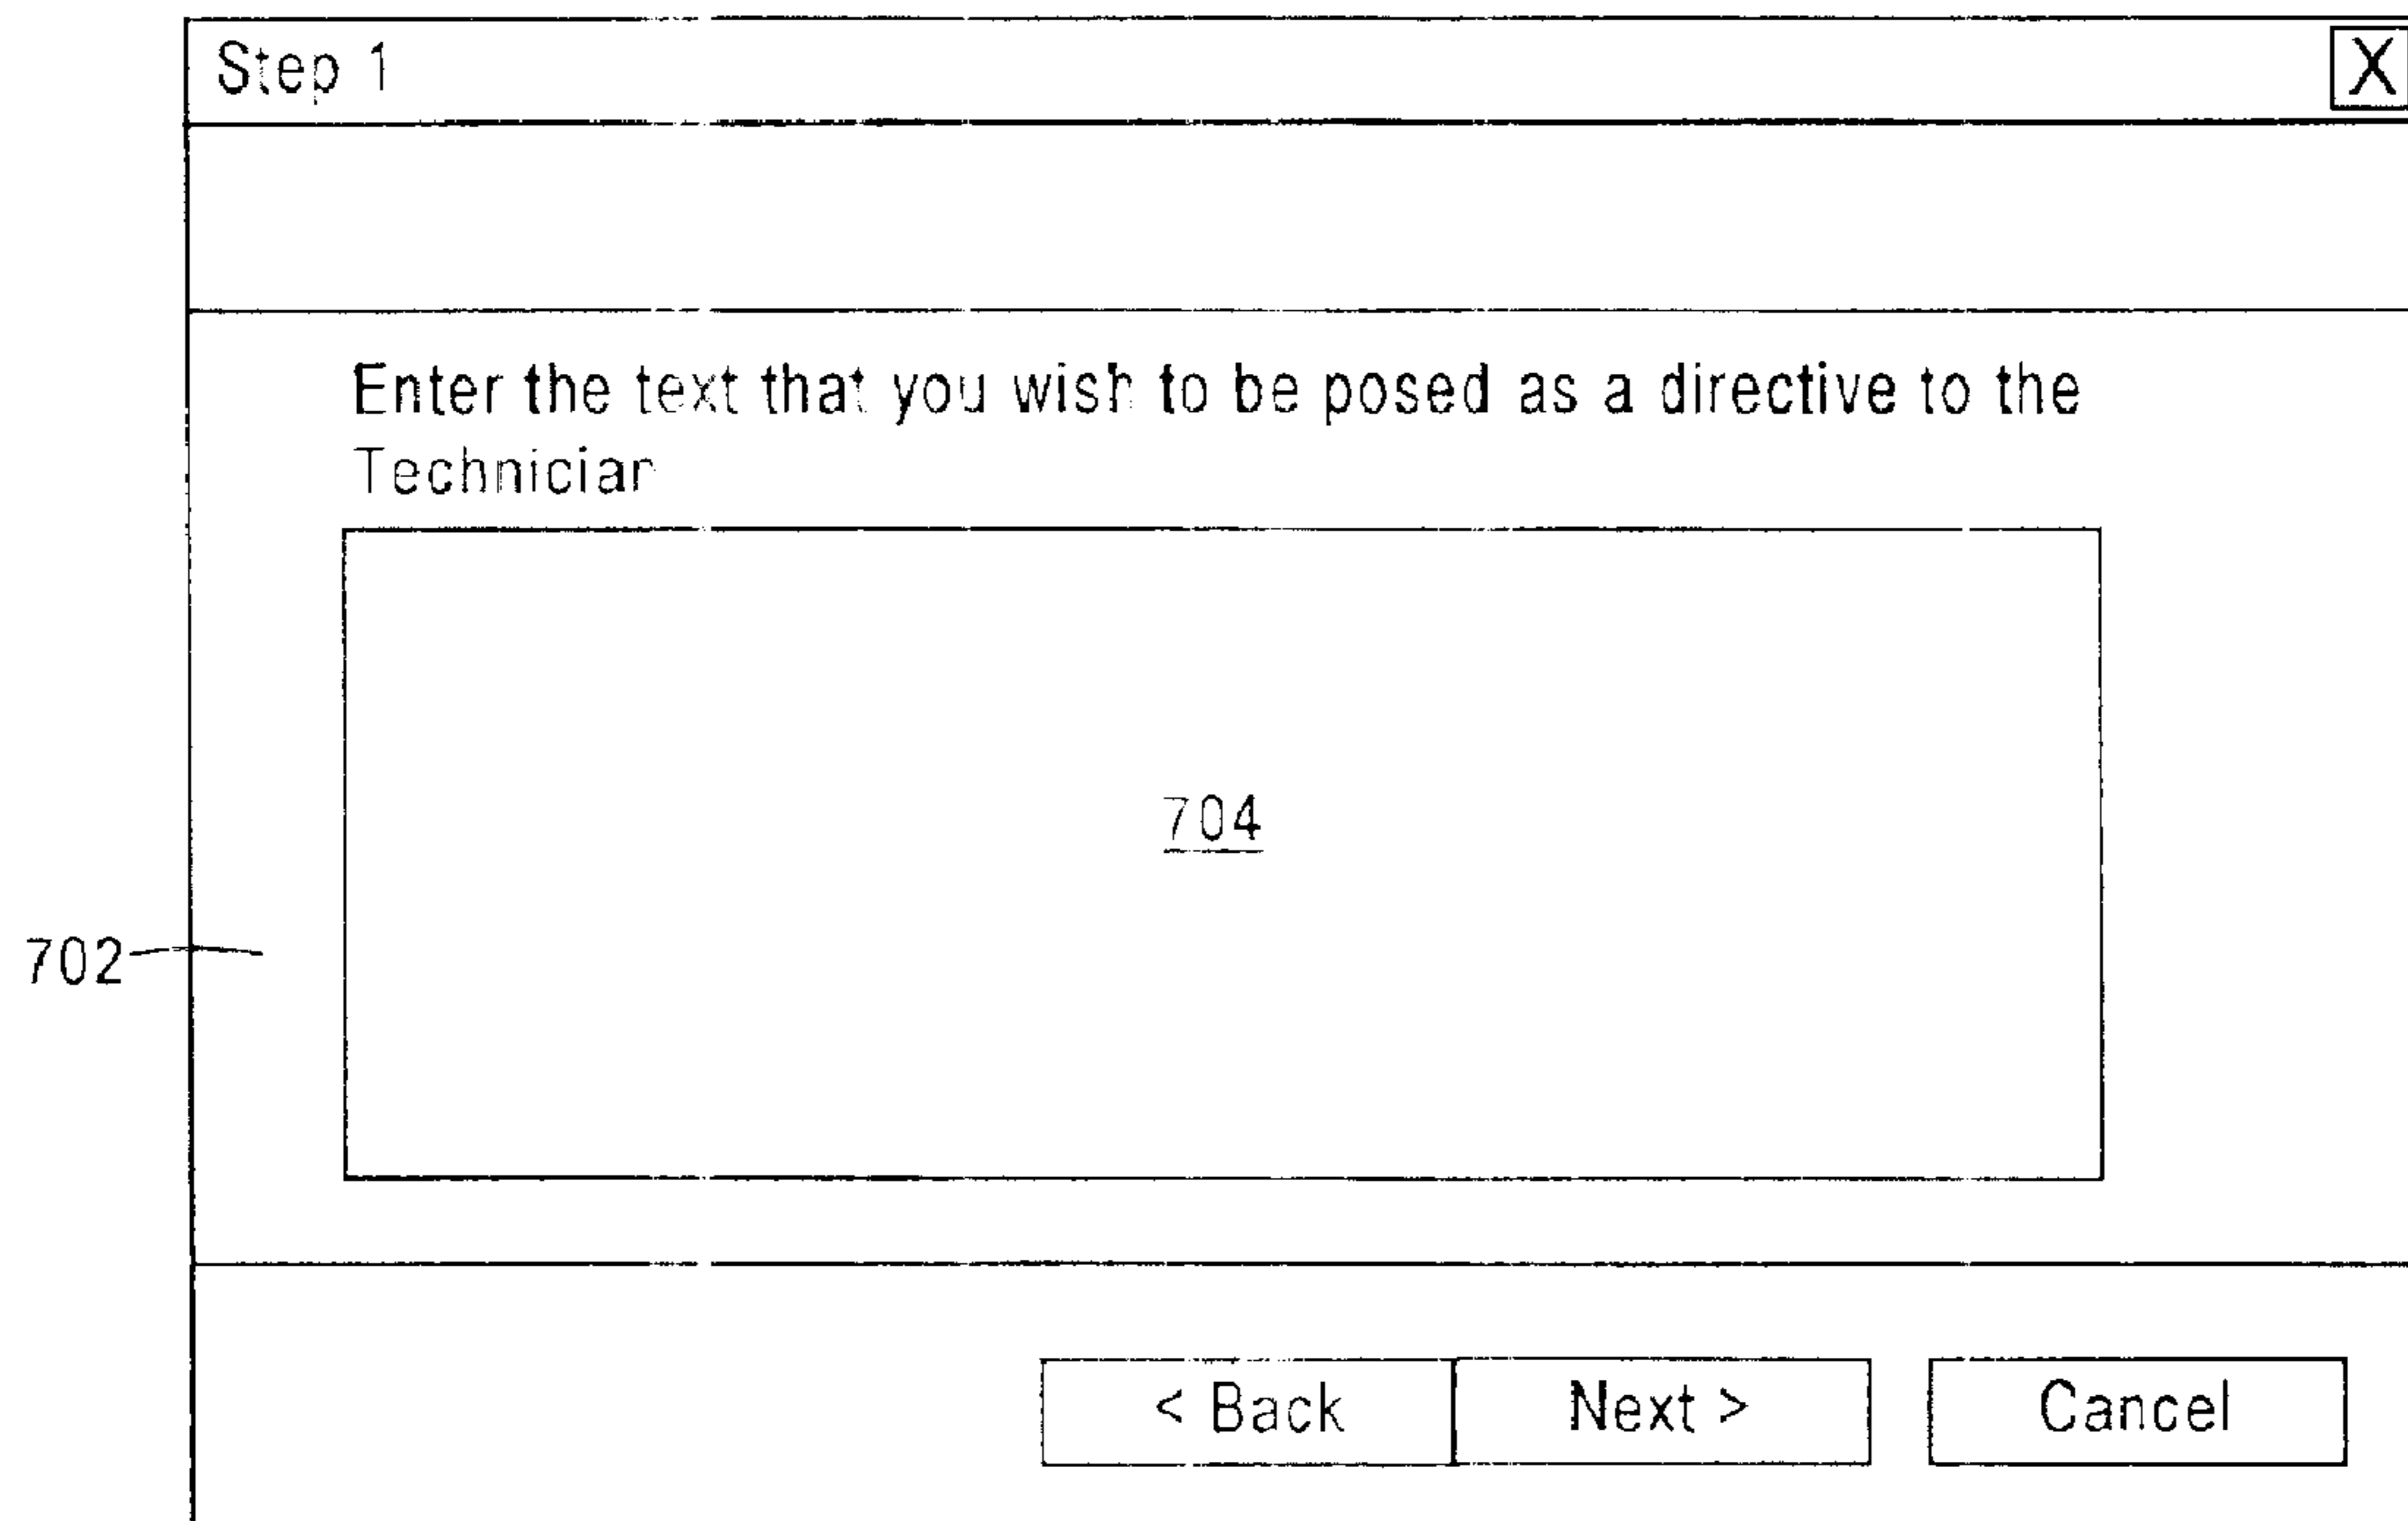 Step 1 X
Enter the text that you wish to be posed as a directive to the
Technician
704
702
< Back Next > Cancel